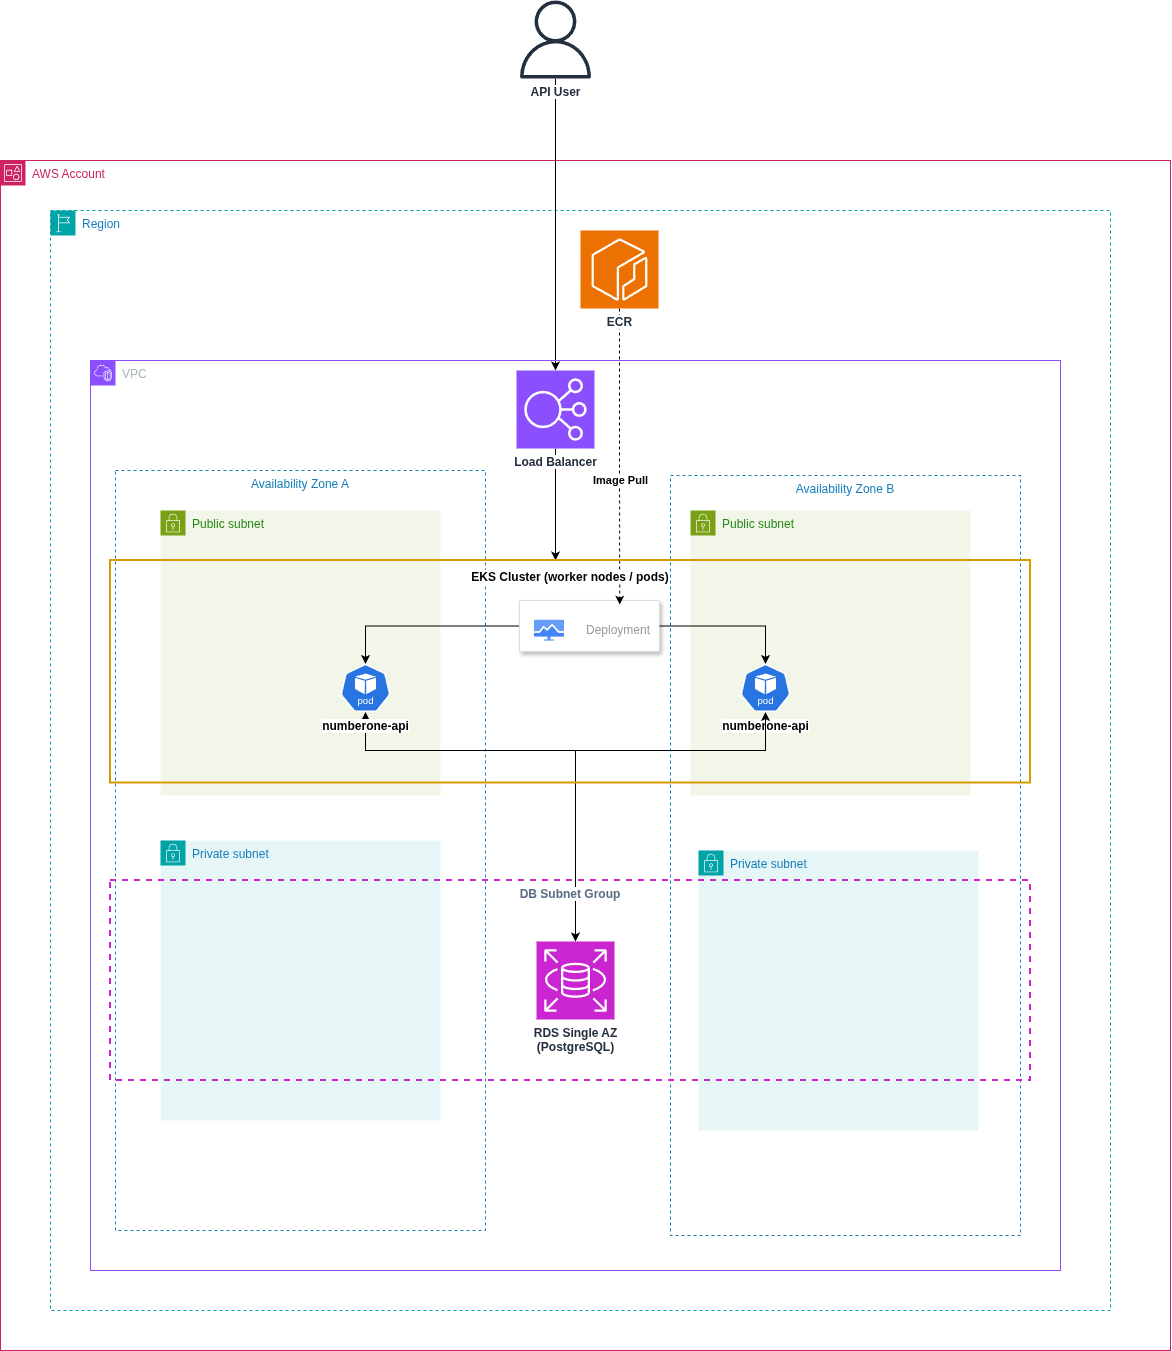 API User
AWS Account
Region
ECR
VPC
Load Balancer
Image Pull
Availability Zone A
Availability Zone B
Public subnet
Public subnet
EKS Cluster (worker nodes / pods)
Deployment
pod
pod
numberone-api
numberone-api
Private subnet
Private subnet
DB Subnet Group
RDS Single AZ
(PostgreSQL)